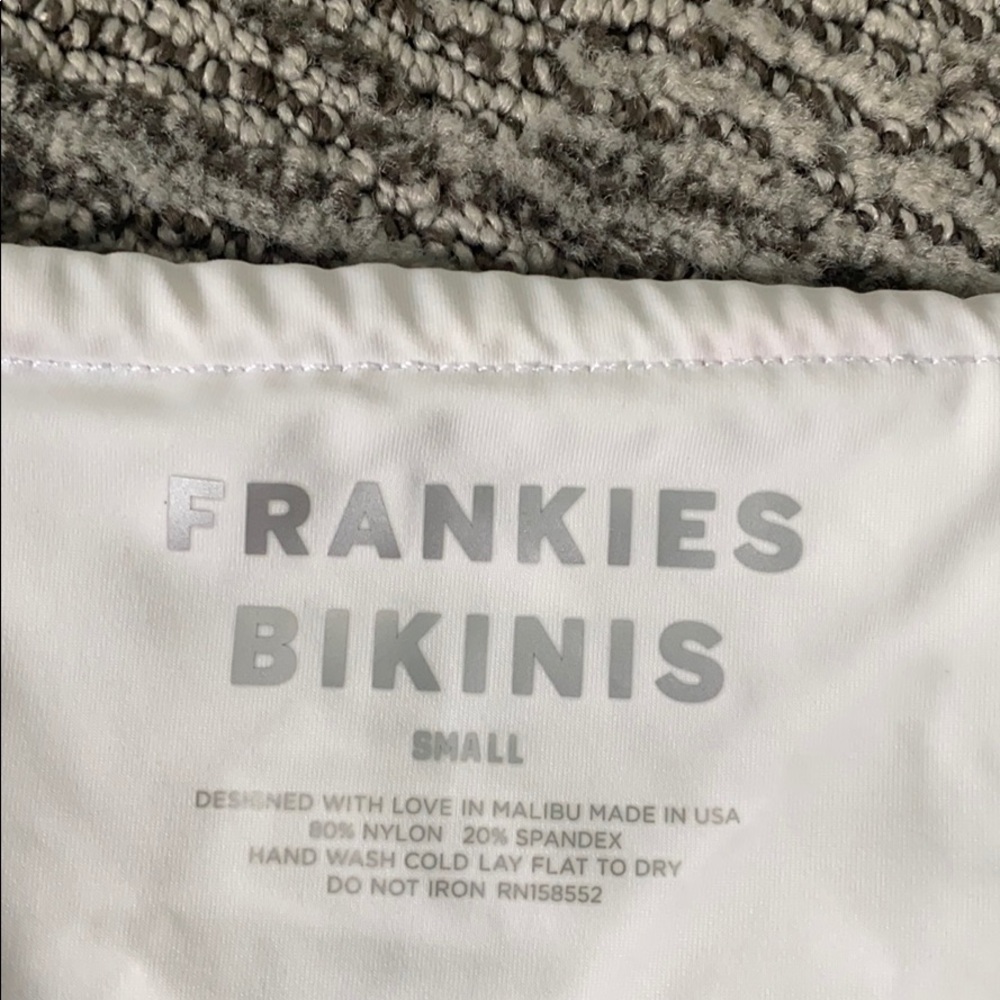 FRANKIES
BIKINIS
SMALL
DESIGNED WITH LOVE IN MALIBU MADE IN USA
80% NYLON 20% SPANDEX
HAND WASH COLD LAY FLAT TO DRY
DO NOT IRON RN158552